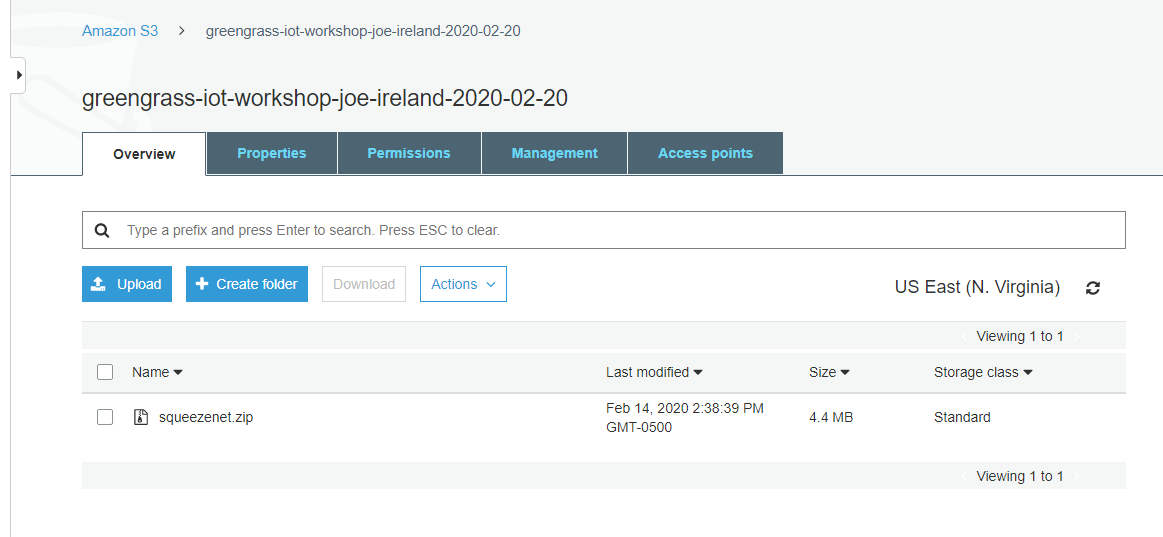 Amazon S3 > greengrass-iot-workshop-joe-ireland-2020-02-20
greengrass-iot-workshop-joe-ireland-2020-02-20
Overview Properties Permissions Management Access points
Type a prefix and press Enter to search. Press ESC to clear.
Upload + Create folder Download Actions US East (N. Virginia)
Viewing 1 to 1
Name Last modified Size Storage class
squeezenet.zip Feb 14, 2020 2:38:39 PM 4.4 MB Standard
GMT-0500
Viewing 1 to 1